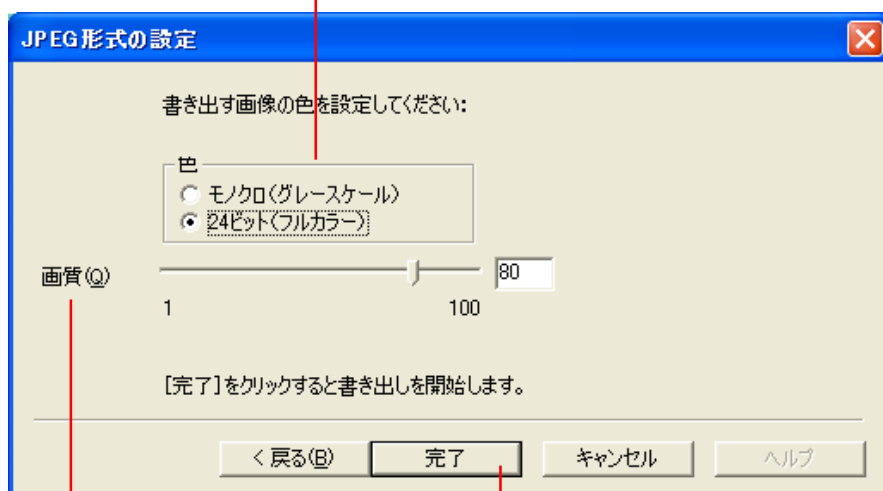 JPEG形式の設定
書き出す画像の色を設定してください:
色
モノクロ(グレースケール)
24ビット(フルカラー)
画質(Q)
80
1 100
[完了]をクリックすると書き出しを開始します。
< 戻る(B) 完了 キャンセル ヘルプ